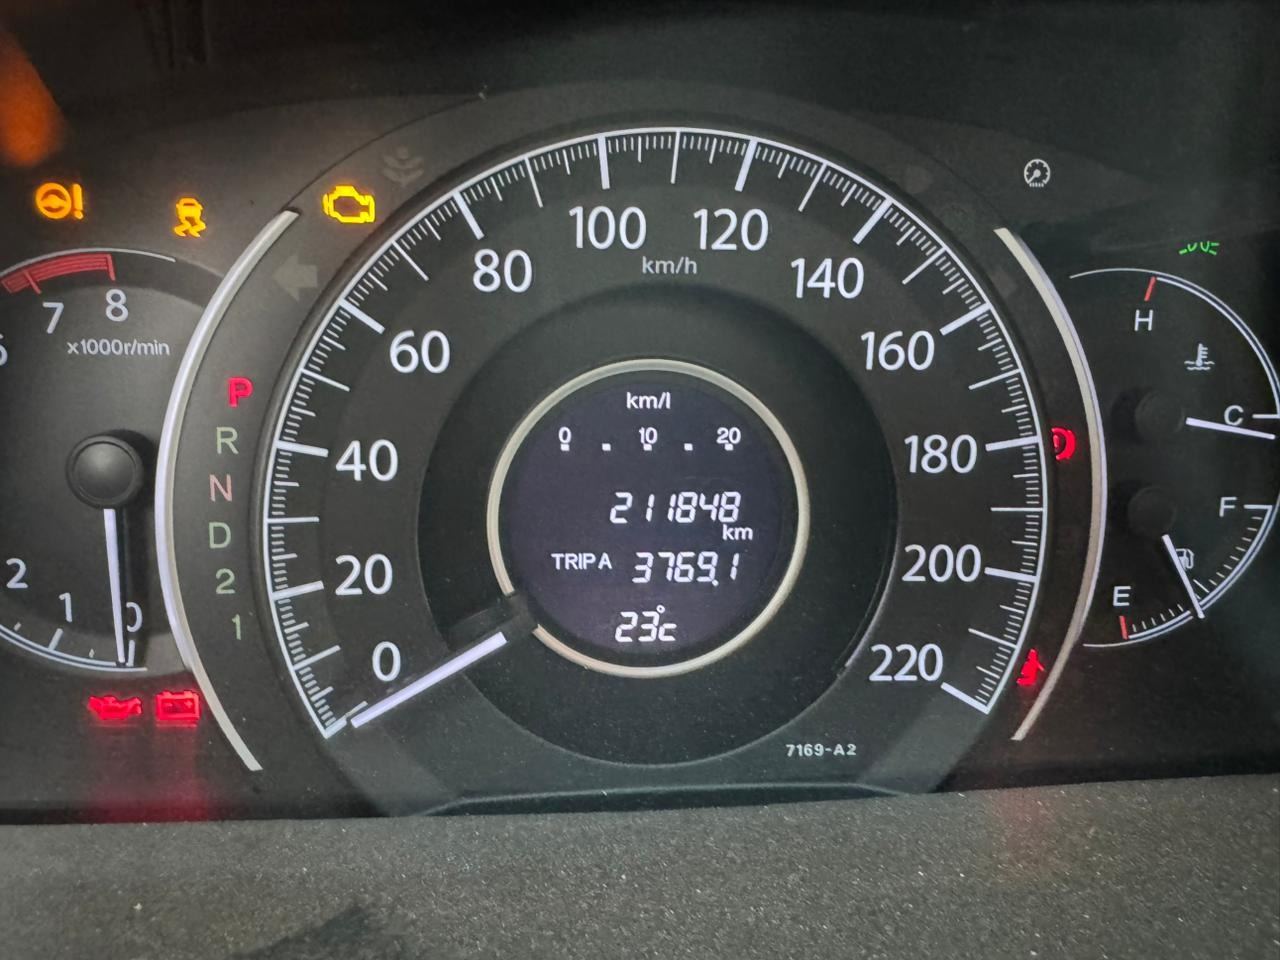 100 120
80 km/h 140
60 160
40 180
20 200
0 220
7 8
x1000r/min
2
1
0
P
R
N
D
2
1
km/l
0 . 10 . 20
211848
km
TRIP A 3769.1
23°c
7169-A2
H
C
F
E